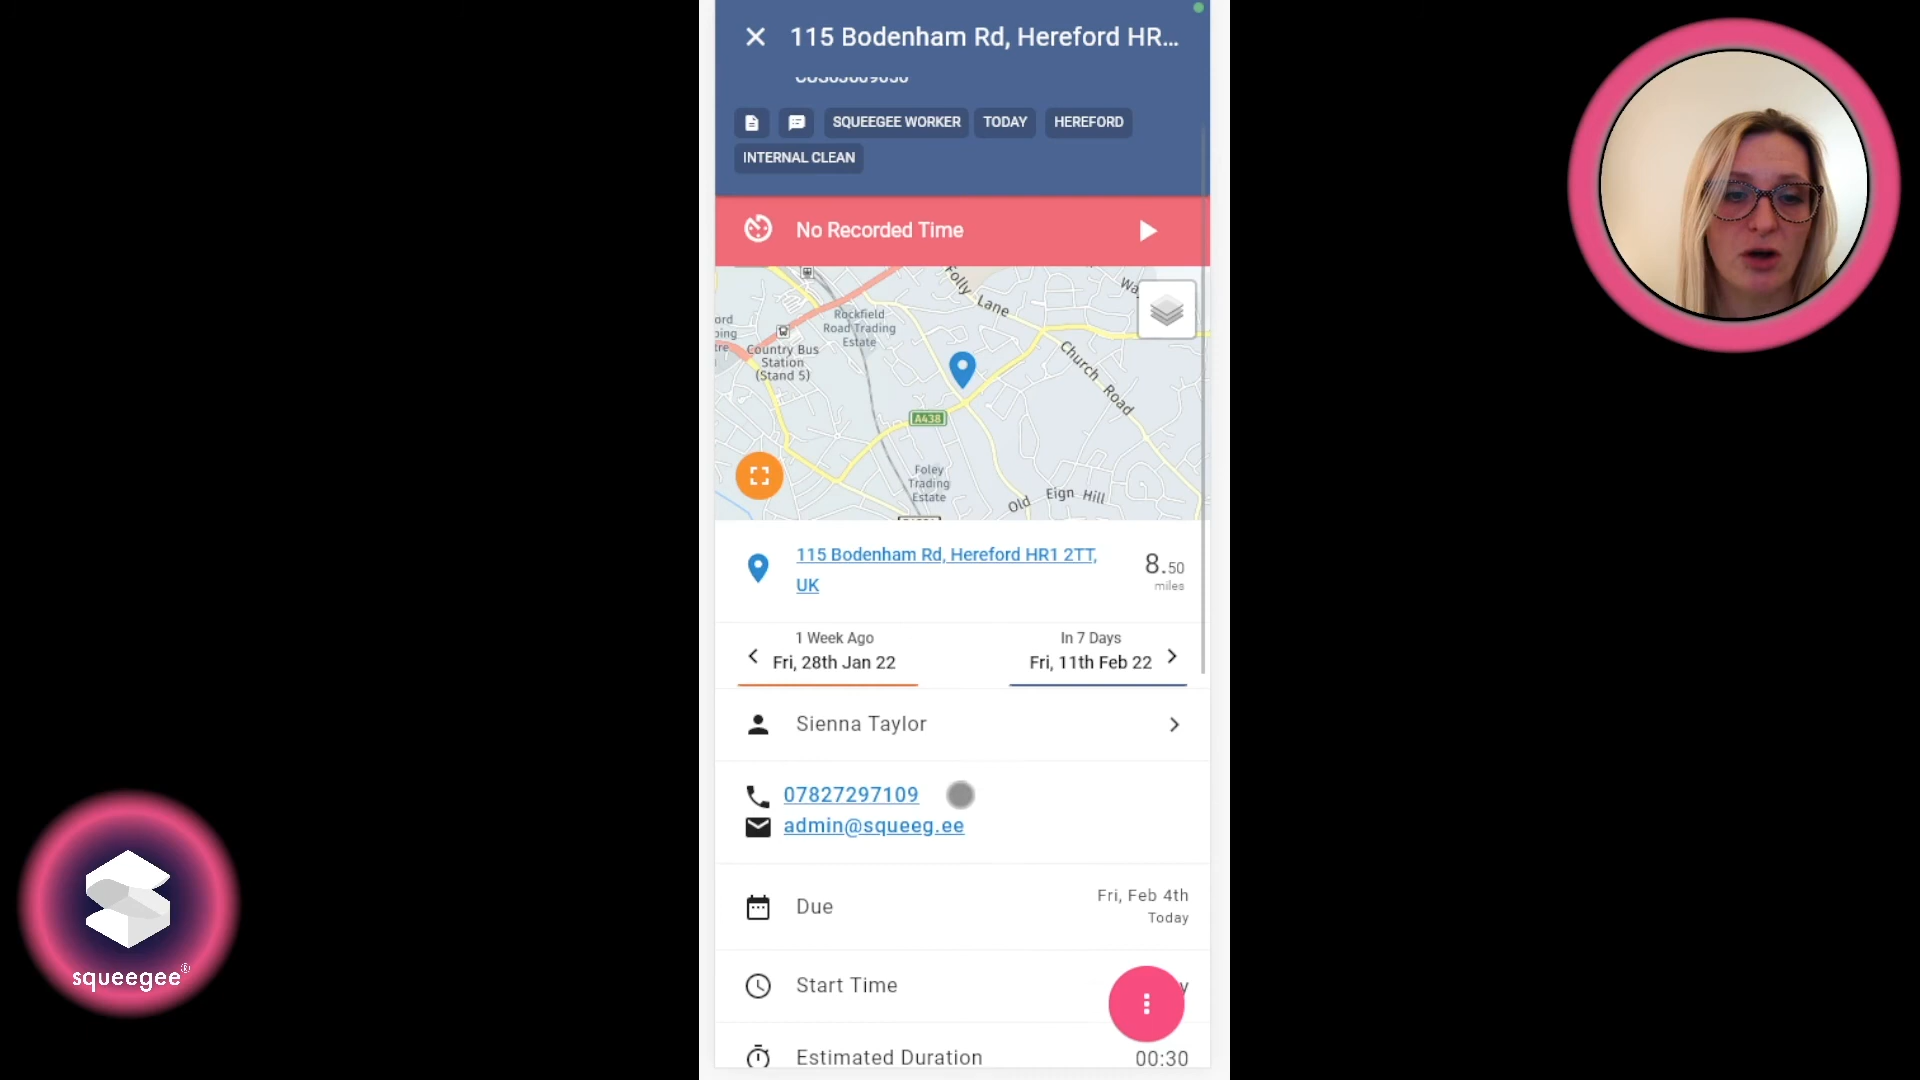 115 Bodenham Rd, Hereford HR...
SQUEEGEE WORKER
TODAY
HEREFORD
INTERNAL CLEAN
No Recorded Time
Folly Lane
Rockfield
Road Trading
Estate
Country Bus
Station
(Stand 5)
Church Road
A438
Foley
Trading
Estate
Old Eign Hill
115 Bodenham Rd, Hereford HR1 2TT,
UK
8.50
miles
1 Week Ago
Fri, 28th Jan 22
In 7 Days
Fri, 11th Feb 22
Sienna Taylor
07827297109
admin@squeeg.ee
Due
Fri, Feb 4th
Today
Start Time
Estimated Duration
00:30
squeegee®